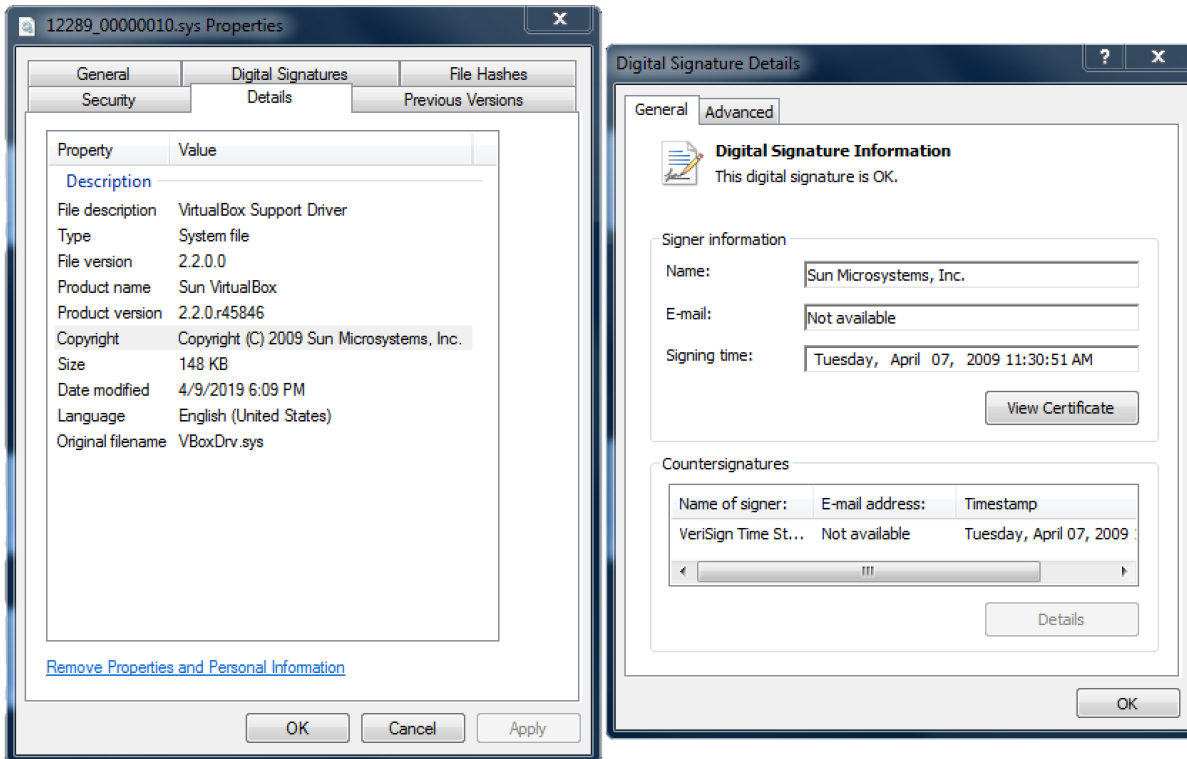 12289_00000010.sys Properties
General
Digital Signatures
File Hashes
Security
Details
Previous Versions
Property Value
Description
File description VirtualBox Support Driver
Type System file
File version 2.2.0.0
Product name Sun VirtualBox
Product version 2.2.0.r45846
Copyright Copyright (C) 2009 Sun Microsystems, Inc.
Size 148 KB
Date modified 4/9/2019 6:09 PM
Language English (United States)
Original filename VBoxDrv.sys
Remove Properties and Personal Information
OK Cancel Apply
Digital Signature Details
General Advanced
Digital Signature Information
This digital signature is OK.
Signer information
Name: Sun Microsystems, Inc.
E-mail: Not available
Signing time: Tuesday, April 07, 2009 11:30:51 AM
View Certificate
Countersignatures
Name of signer: E-mail address: Timestamp
VeriSign Time St... Not available Tuesday, April 07, 2009
Details
OK